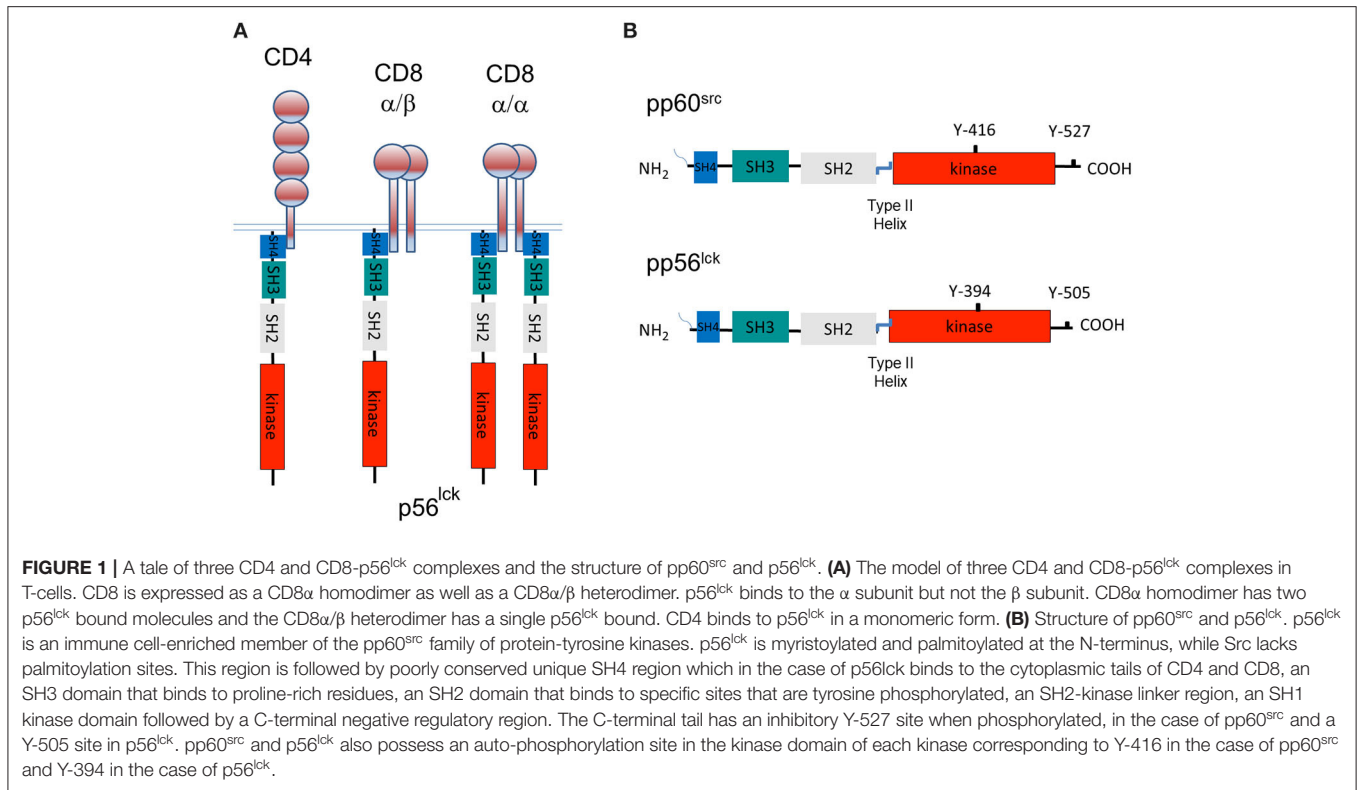 A
CD4
CD8
α/β
CD8
α/α
SH4
SH3
SH2
kinase
SH4
SH3
SH2
kinase
SH4
SH3
SH2
kinase
SH4
SH3
SH2
kinase
p56lck
B
pp60src
Y-416
Y-527
NH2
SH4
SH3
SH2
kinase
COOH
Type II
Helix
pp56lck
Y-394
Y-505
NH2
SH4
SH3
SH2
kinase
COOH
Type II
Helix
FIGURE 1 | A tale of three CD4 and CD8-p56lck complexes and the structure of pp60src and p56lck. (A) The model of three CD4 and CD8-p56lck complexes in
T-cells. CD8 is expressed as a CD8α homodimer as well as a CD8α/β heterodimer. p56lck binds to the α subunit but not the β subunit. CD8α homodimer has two
p56lck bound molecules and the CD8α/β heterodimer has a single p56lck bound. CD4 binds to p56lck in a monomeric form. (B) Structure of pp60src and p56lck. p56lck
is an immune cell-enriched member of the pp60src family of protein-tyrosine kinases. p56lck is myristoylated and palmitoylated at the N-terminus, while Src lacks
palmitoylation sites. This region is followed by poorly conserved unique SH4 region which in the case of p56lck binds to the cytoplasmic tails of CD4 and CD8, an
SH3 domain that binds to proline-rich residues, an SH2 domain that binds to specific sites that are tyrosine phosphorylated, an SH2-kinase linker region, an SH1
kinase domain followed by a C-terminal negative regulatory region. The C-terminal tail has an inhibitory Y-527 site when phosphorylated, in the case of pp60src and a
Y-505 site in p56lck. pp60src and p56lck also possess an auto-phosphorylation site in the kinase domain of each kinase corresponding to Y-416 in the case of pp60src
and Y-394 in the case of p56lck.